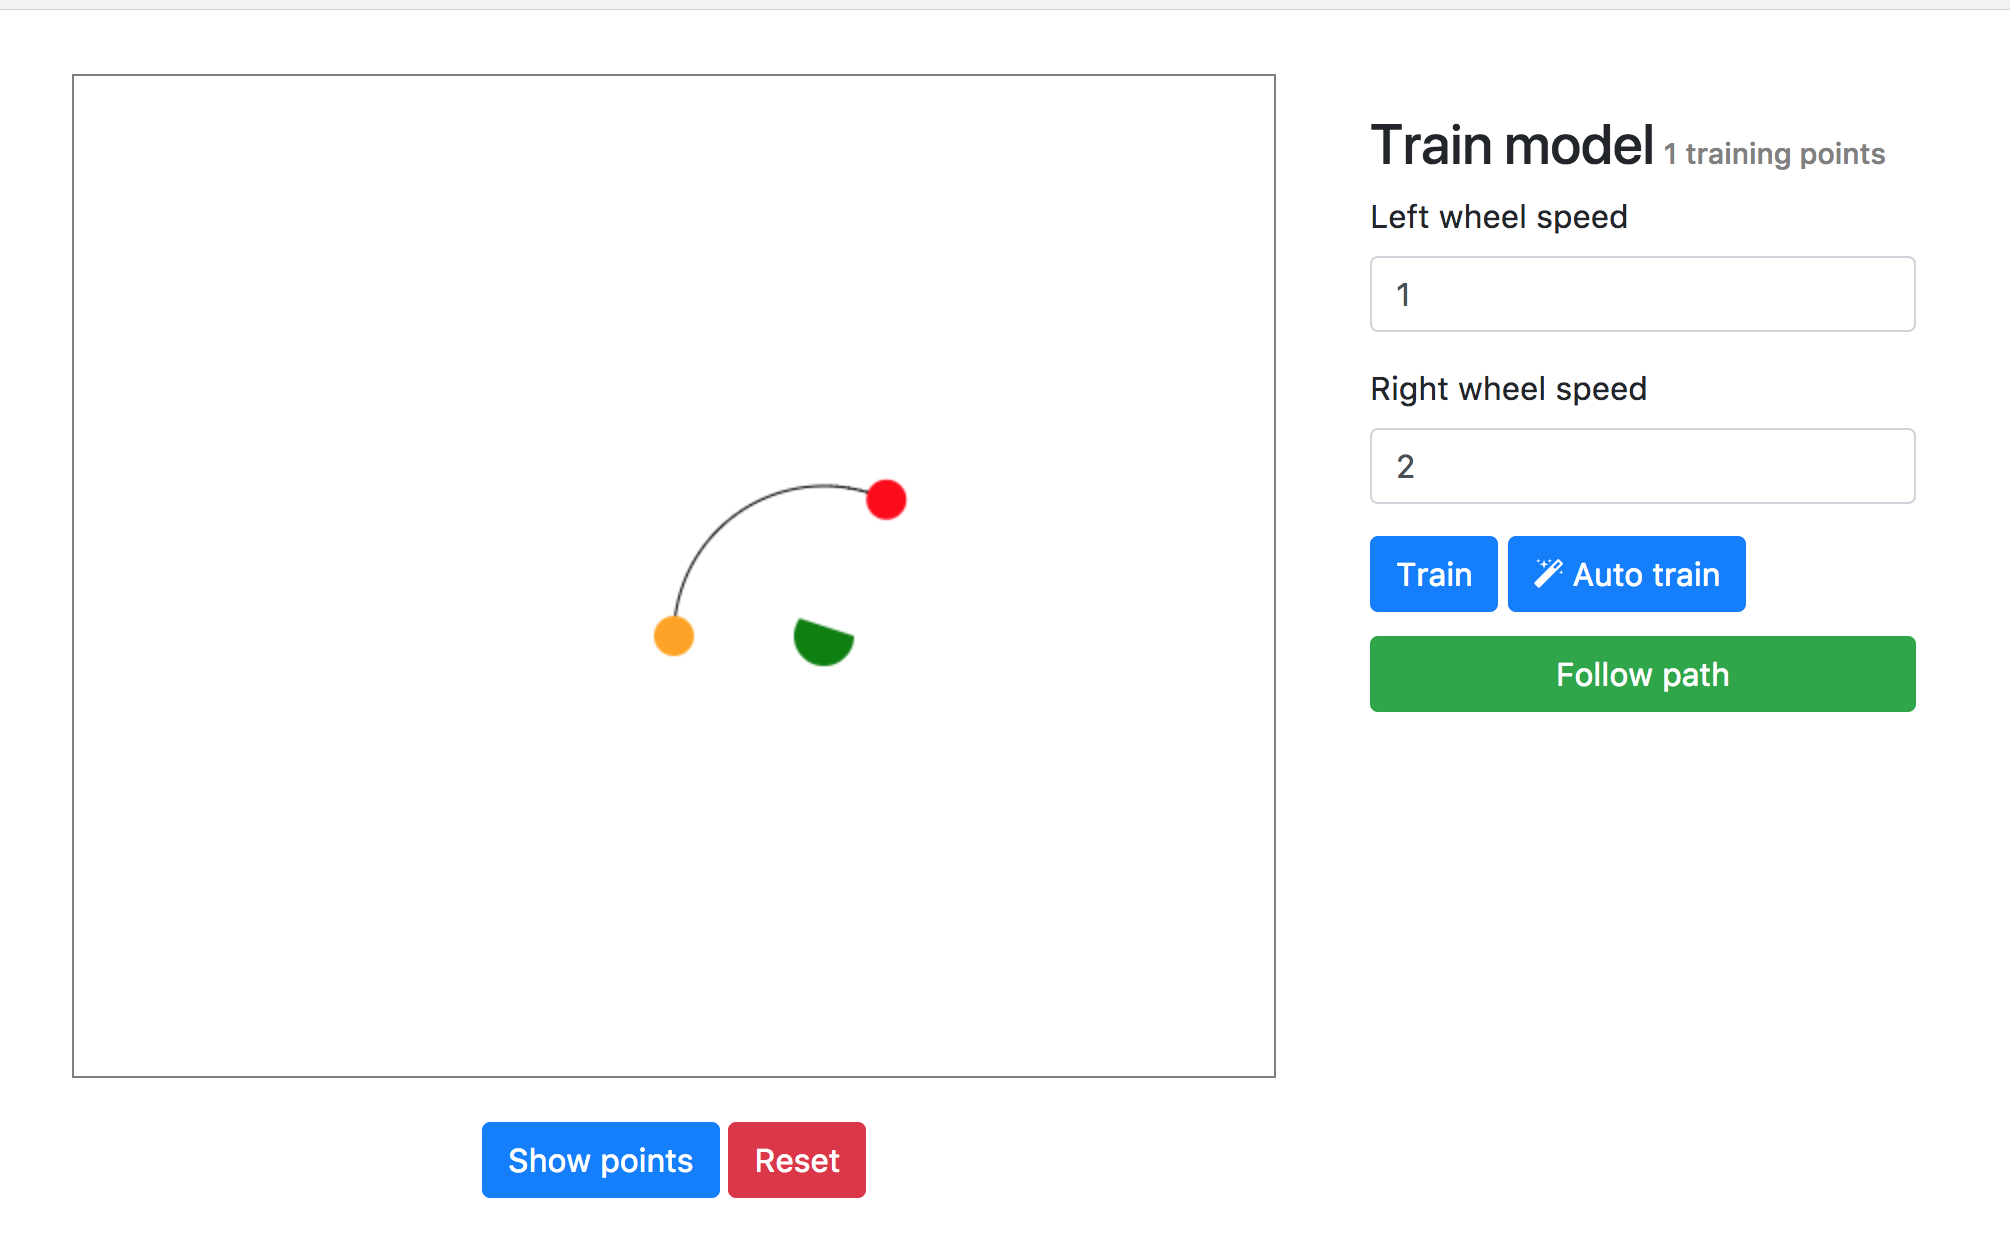 Train model 1 training points
Left wheel speed
1
Right wheel speed
2
Train Auto train
Follow path
Show points Reset